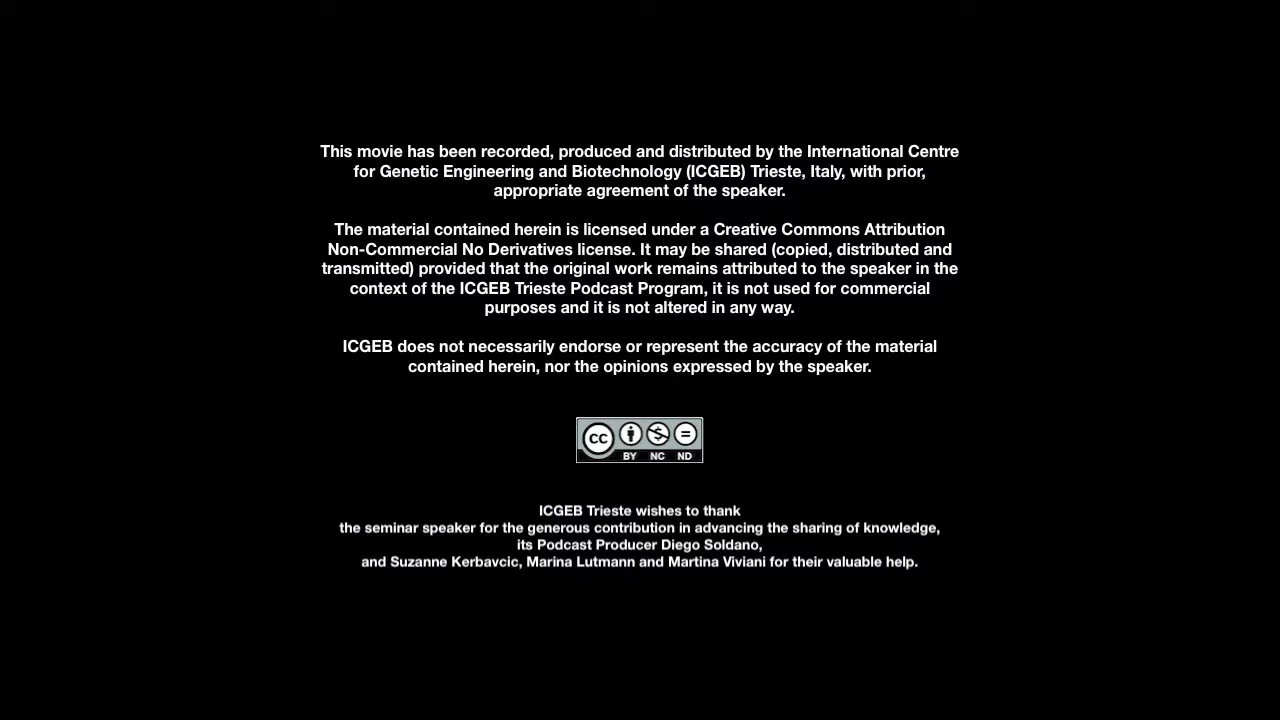 This movie has been recorded, produced and distributed by the International Centre
for Genetic Engineering and Biotechnology (ICGEB) Trieste, Italy, with prior,
appropriate agreement of the speaker.
The material contained herein is licensed under a Creative Commons Attribution
Non-Commercial No Derivatives license. It may be shared (copied, distributed and
transmitted) provided that the original work remains attributed to the speaker in the
context of the ICGEB Trieste Podcast Program, it is not used for commercial
purposes and it is not altered in any way.
ICGEB does not necessarily endorse or represent the accuracy of the material
contained herein, nor the opinions expressed by the speaker.
CC
BY NC ND
ICGEB Trieste wishes to thank
the seminar speaker for the generous contribution in advancing the sharing of knowledge,
its Podcast Producer Diego Soldano,
and Suzanne Kerbavcic, Marina Lutmann and Martina Viviani for their valuable help.